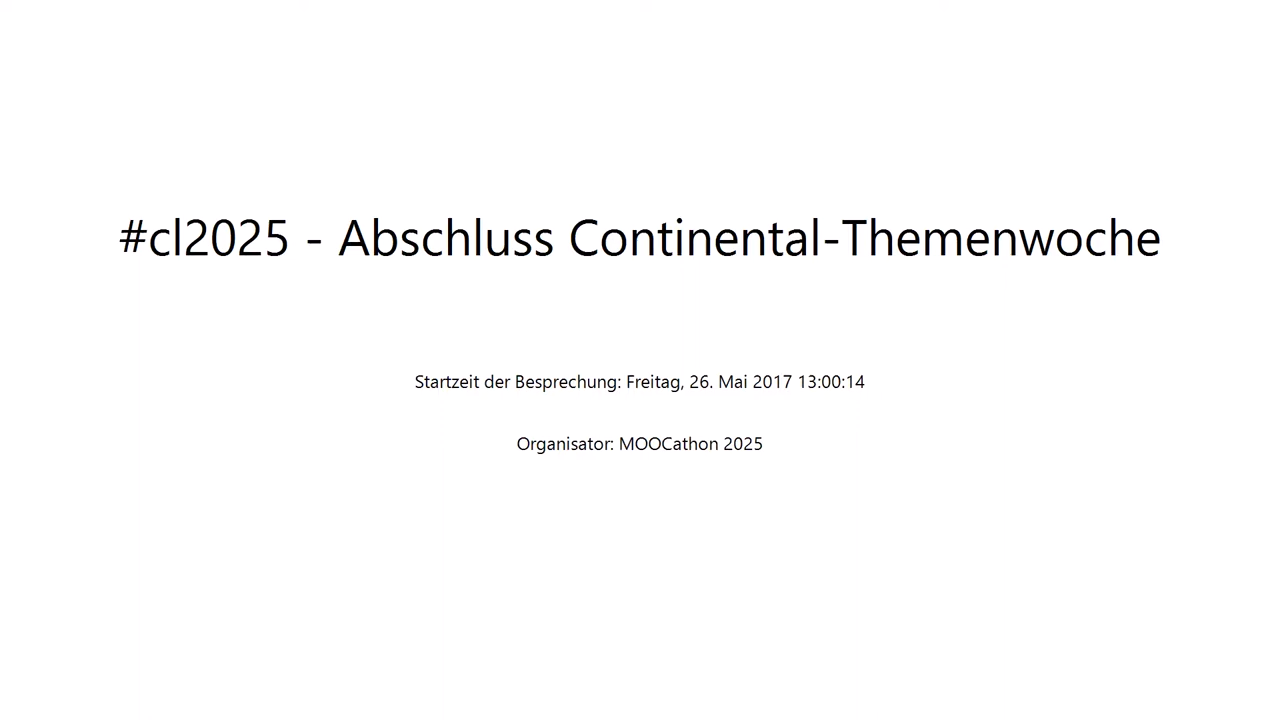 #cl2025 - Abschluss Continental-Themenwoche
Startzeit der Besprechung: Freitag, 26. Mai 2017 13:00:14
Organisator: MOOCathon 2025